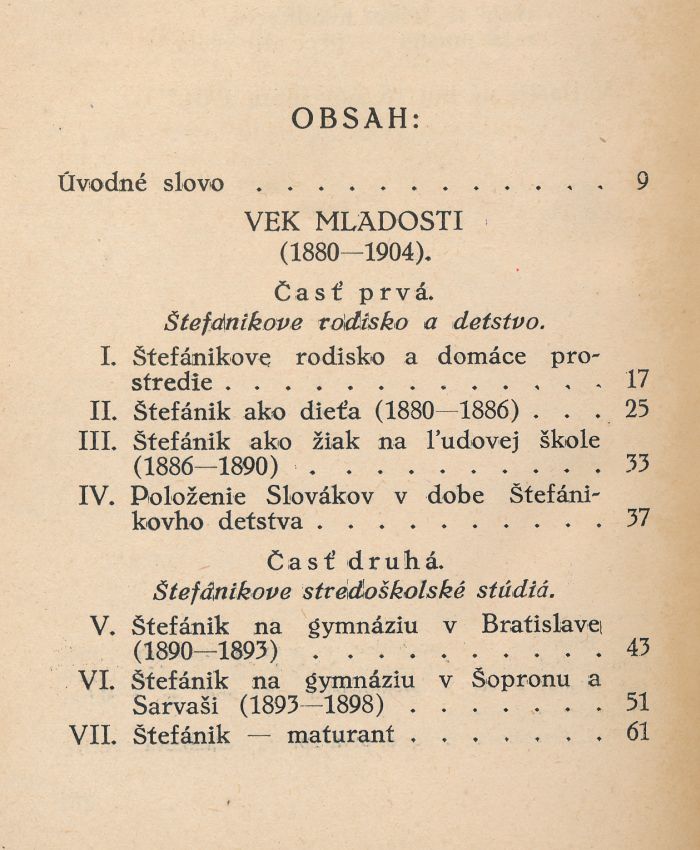 OBSAH:
Úvodné slovo . . . . . . . . . . . . 9
VEK MLADOSTI
(1880—1904).
Časť prvá.
Štefánikove rodisko a detstvo.
I. Štefánikove rodisko a domáce pro-
stredie . . . . . . . . . . . . . 17
II. Štefánik ako dieťa (1880—1886) . . . 25
III. Štefánik ako žiak na ľudovej škole
(1886—1890) . . . . . . . . . . 33
IV. Položenie Slovákov v dobe Štefáni-
kovho detstva . . . . . . . . . . 37
Časť druhá.
Štefánikove stredoškolské stúdiá.
V. Štefánik na gymnáziu v Bratislave
(1890—1893) . . . . . . . . . . 43
VI. Štefánik na gymnáziu v Šopronu a
Sarvaši (1893—1898) . . . . . . . 51
VII. Štefánik — maturant . . . . . . . 61